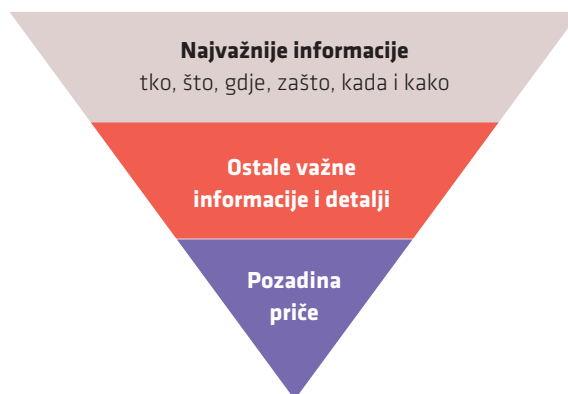 Najvažnije informacije
tko, što, gdje, zašto, kada i kako
Ostale važne
informacije i detalji
Pozadina
priče